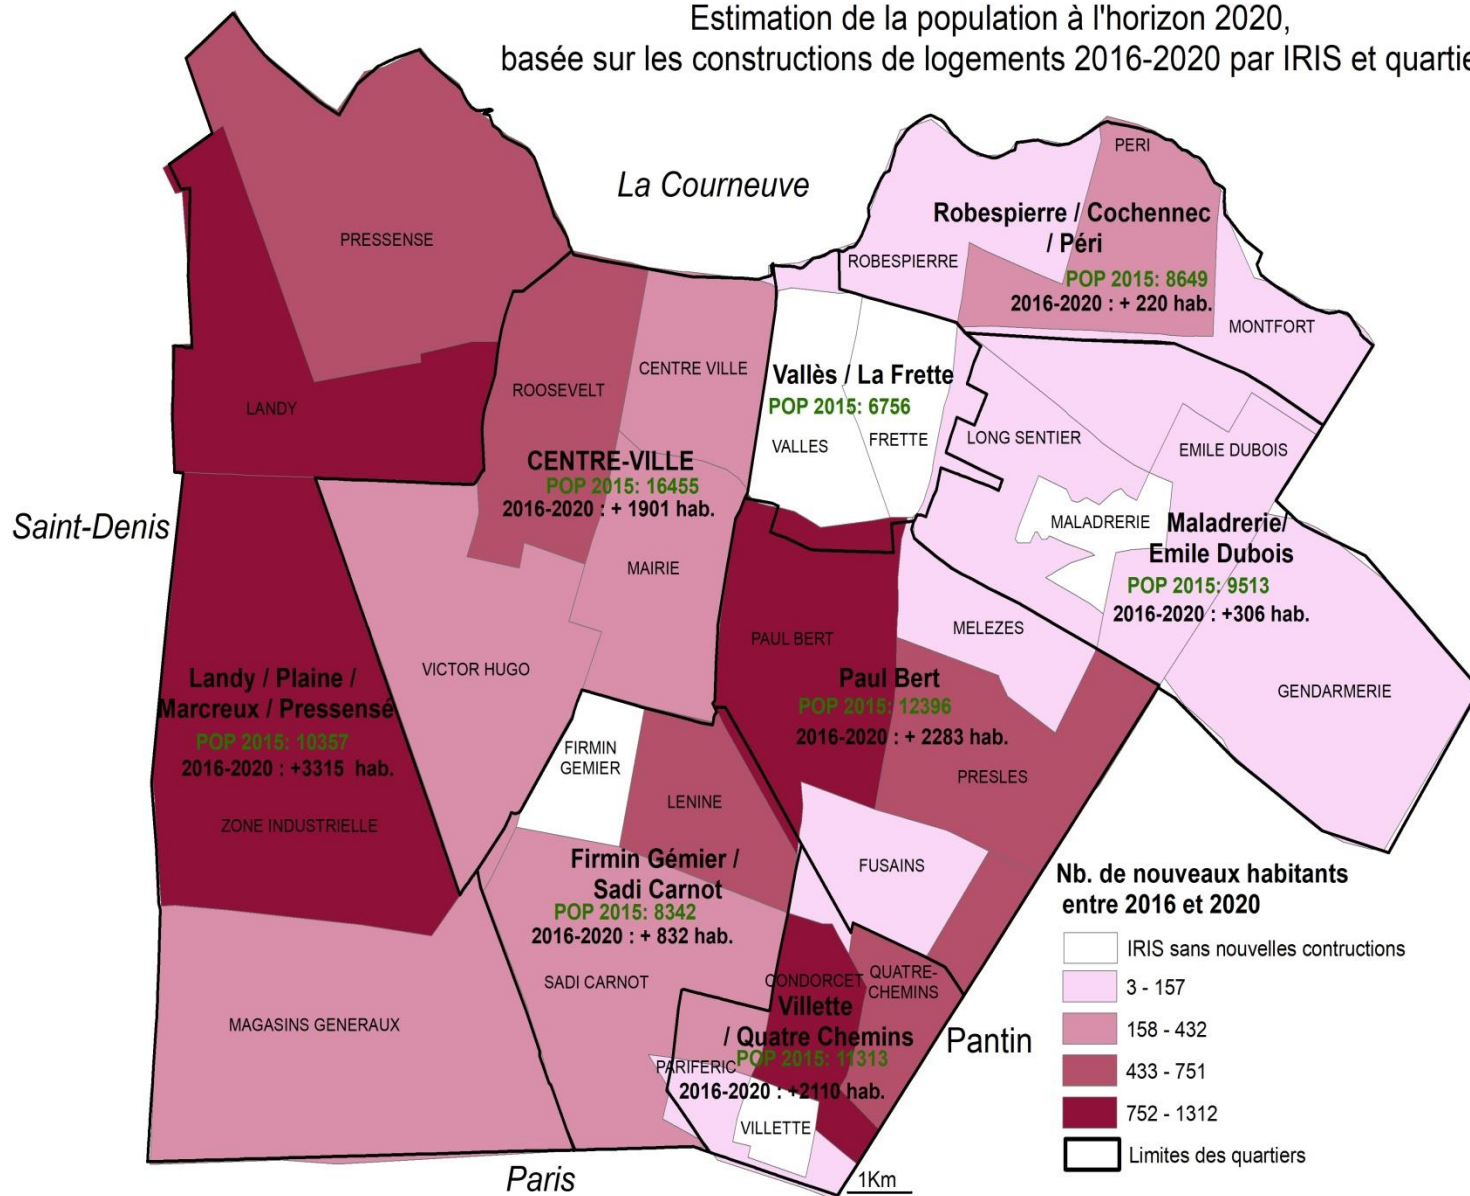 Estimation de la population à l'horizon 2020,
basée sur les constructions de logements 2016-2020 par IRIS et quartie
La Courneuve
PERI
PRESSENSE
Robespierre / Cochennec
/ Péri
ROBESPIERRE
POP 2015: 8649
2016-2020 : + 220 hab.
MONTFORT
CENTRE VILLE
ROOSEVELT
Vallès / La Frette
POP 2015: 6756
VALLES
FRETTE
LANDY
LONG SENTIER
EMILE DUBOIS
CENTRE-VILLE
POP 2015: 16455
2016-2020 : + 1901 hab.
Saint-Denis
MALADRERIE
Maladrerie/
Emile Dubois
POP 2015: 9513
2016-2020 : +306 hab.
MAIRIE
PAUL BERT
MELEZES
VICTOR HUGO
Landy / Plaine /
Marcreux / Pressensé
POP 2015: 10357
2016-2020 : +3315 hab.
Paul Bert
POP 2015: 12396
2016-2020 : + 2283 hab.
GENDARMERIE
FIRMIN
GEMIER
PRESLES
LENINE
ZONE INDUSTRIELLE
Firmin Gémier /
Sadi Carnot
POP 2015: 8342
2016-2020 : + 832 hab.
FUSAINS
SADI CARNOT
CONDORCET
QUATRE-
CHEMINS
MAGASINS GENERAUX
Villette
/ Quatre Chemins
POP 2015: 11313
PARIFERIC
2016-2020 : +2110 hab.
VILLETTE
Pantin
Paris
1Km
Nb. de nouveaux habitants
entre 2016 et 2020
IRIS sans nouvelles contructions
3 - 157
158 - 432
433 - 751
752 - 1312
Limites des quartiers